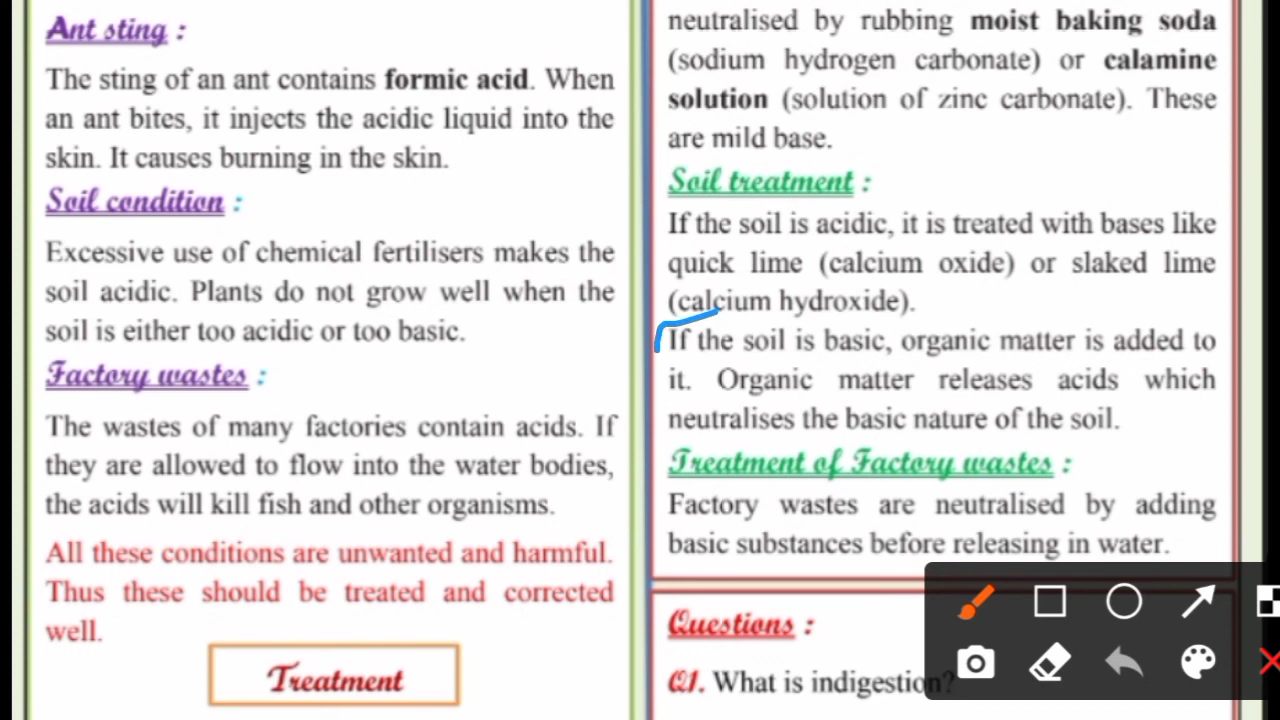 Ant sting :
The sting of an ant contains formic acid. When
an ant bites, it injects the acidic liquid into the
skin. It causes burning in the skin.
Soil condition :
Excessive use of chemical fertilisers makes the
soil acidic. Plants do not grow well when the
soil is either too acidic or too basic.
Factory wastes :
The wastes of many factories contain acids. If
they are allowed to flow into the water bodies,
the acids will kill fish and other organisms.
All these conditions are unwanted and harmful.
Thus these should be treated and corrected
well.
Treatment
neutralised by rubbing moist baking soda
(sodium hydrogen carbonate) or calamine
solution (solution of zinc carbonate). These
are mild base.
Soil treatment :
If the soil is acidic, it is treated with bases like
quick lime (calcium oxide) or slaked lime
(calcium hydroxide).
If the soil is basic, organic matter is added to
it. Organic matter releases acids which
neutralises the basic nature of the soil.
Treatment of Factory wastes :
Factory wastes are neutralised by adding
basic substances before releasing in water.
Questions :
Q1. What is indigestion?